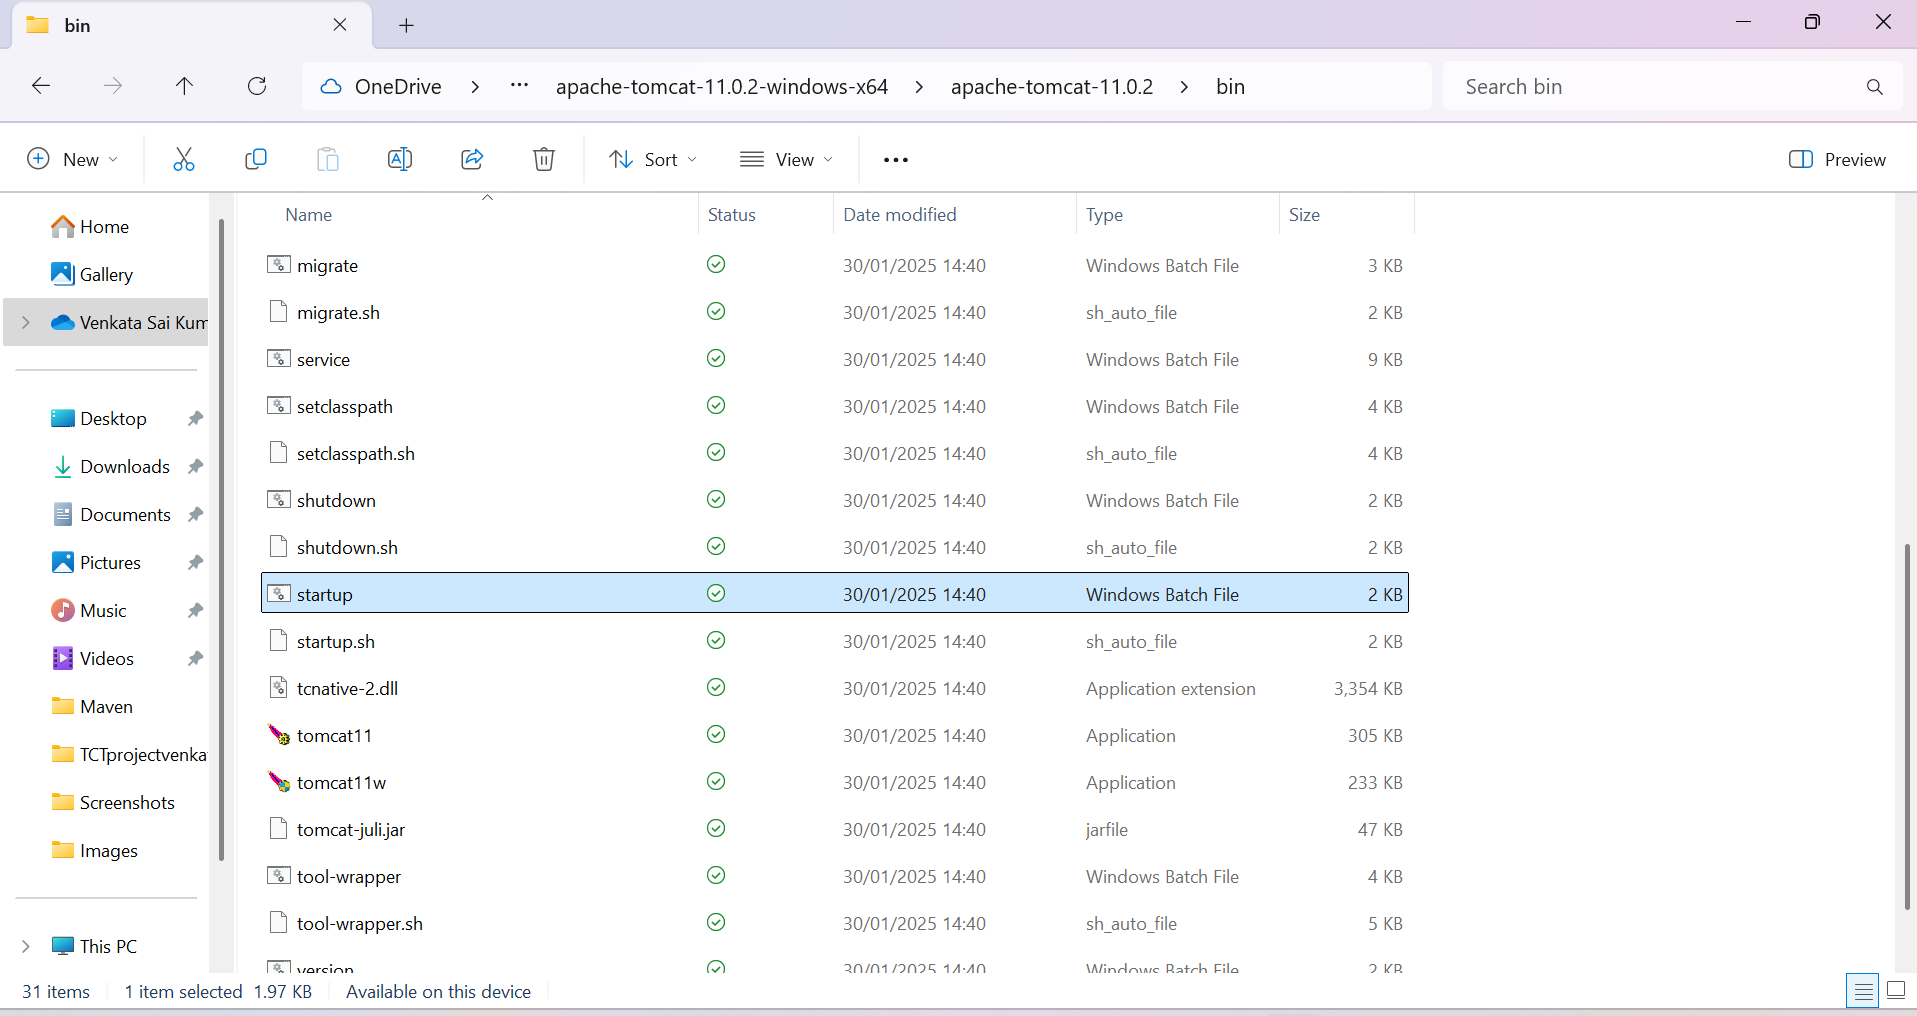 bin
OneDrive > ··· apache-tomcat-11.0.2-windows-x64 > apache-tomcat-11.0.2 > bin
Search bin
New Sort View ··· Preview
Name Status Date modified Type Size
Home
Gallery
Venkata Sai Kum
Desktop
Downloads
Documents
Pictures
Music
Videos
Maven
TCTprojectvenka
Screenshots
Images
This PC
migrate 30/01/2025 14:40 Windows Batch File 3 KB
migrate.sh 30/01/2025 14:40 sh_auto_file 2 KB
service 30/01/2025 14:40 Windows Batch File 9 KB
setclasspath 30/01/2025 14:40 Windows Batch File 4 KB
setclasspath.sh 30/01/2025 14:40 sh_auto_file 4 KB
shutdown 30/01/2025 14:40 Windows Batch File 2 KB
shutdown.sh 30/01/2025 14:40 sh_auto_file 2 KB
startup 30/01/2025 14:40 Windows Batch File 2 KB
startup.sh 30/01/2025 14:40 sh_auto_file 2 KB
tcnative-2.dll 30/01/2025 14:40 Application extension 3,354 KB
tomcat11 30/01/2025 14:40 Application 305 KB
tomcat11w 30/01/2025 14:40 Application 233 KB
tomcat-juli.jar 30/01/2025 14:40 jarfile 47 KB
tool-wrapper 30/01/2025 14:40 Windows Batch File 4 KB
tool-wrapper.sh 30/01/2025 14:40 sh_auto_file 5 KB
version 30/01/2025 14:40 Windows Batch File 2 KB
31 items 1 item selected 1.97 KB Available on this device